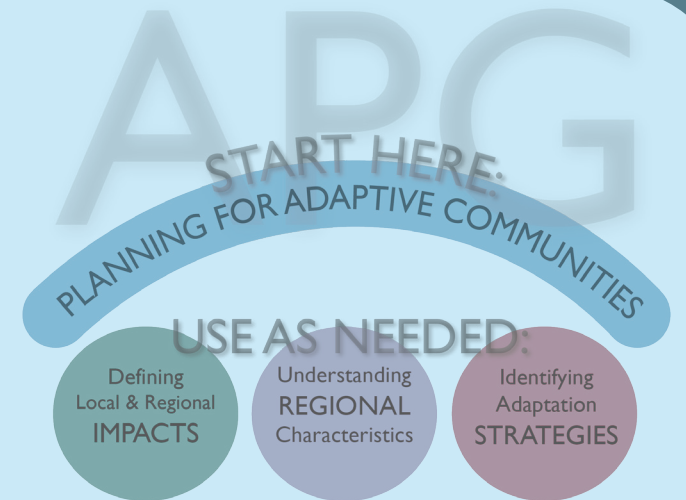 APG
START HERE:
PLANNING FOR ADAPTIVE COMMUNITIES
USE AS NEEDED:
Defining
Local & Regional
IMPACTS
Understanding
REGIONAL
Characteristics
Identifying
Adaptation
STRATEGIES